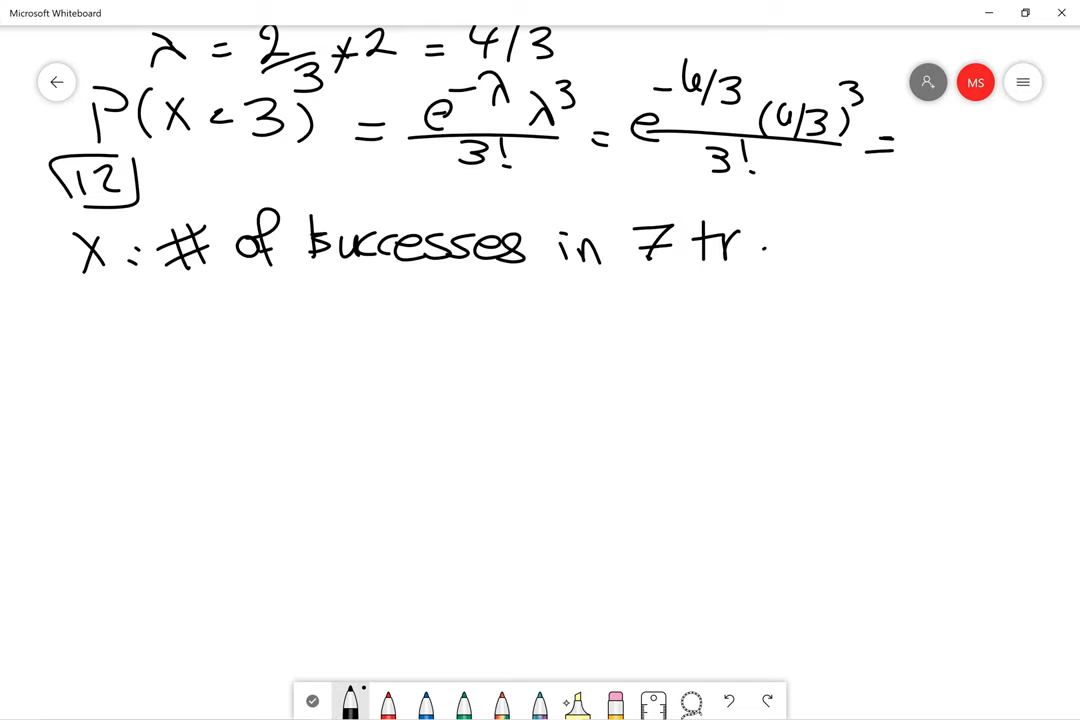 Microsoft Whiteboard
λ = 2/3 * 2 = 4/3
MS
P(X = 3) = e^-λ λ^3 / 3! = e^-4/3 (4/3)^3 / 3! =
12
X : # of successes in 7 tr.